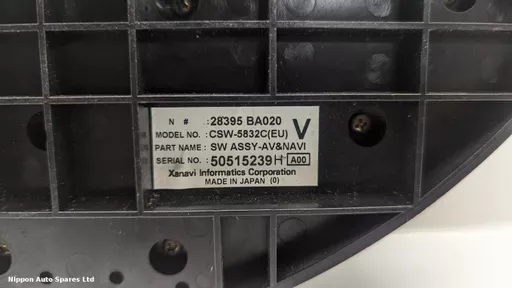 N # : 28395 BA020 V
MODEL NO. : CSW-5832C(EU)
PART NAME : SW ASSY-AV&NAVI
SERIAL NO. : 50515239H A00
Xanavi Informatics Corporation
MADE IN JAPAN (0)
Nippon Auto Spares Ltd